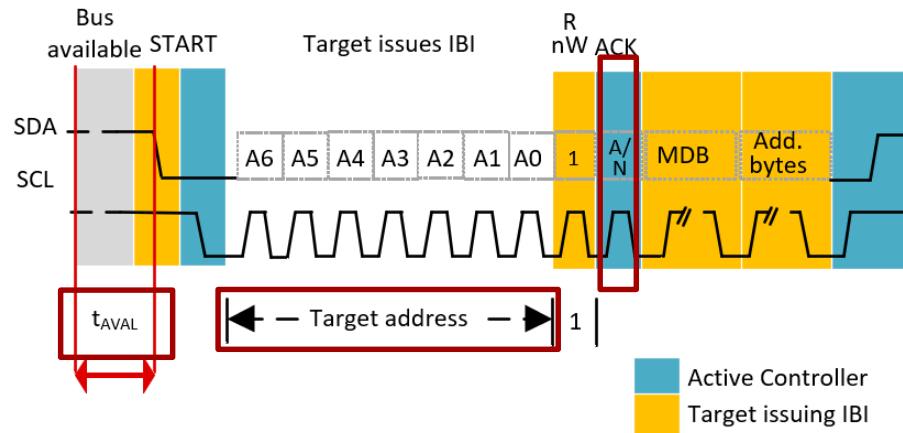 Bus
available
START
Target issues IBI
R
nW
ACK
SDA
A6 A5 A4 A3 A2 A1 A0 1 A/
N
MDB
Add.
bytes
SCL
tAVAL
Target address
1
Active Controller
Target issuing IBI